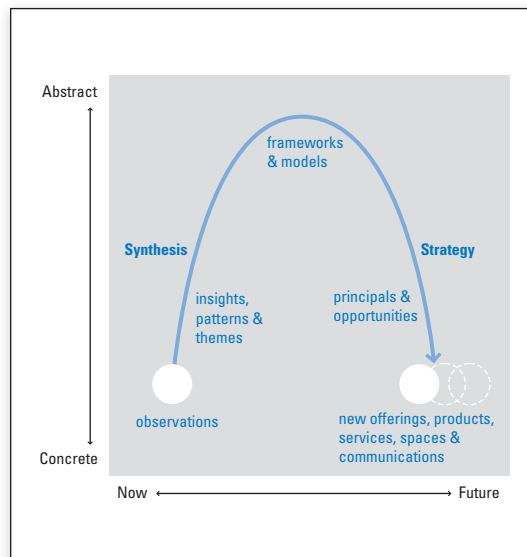 Abstract
frameworks
& models
Synthesis
Strategy
insights,
patterns &
themes
principals &
opportunities
observations
new offerings, products,
services, spaces &
communications
Concrete
Now
Future